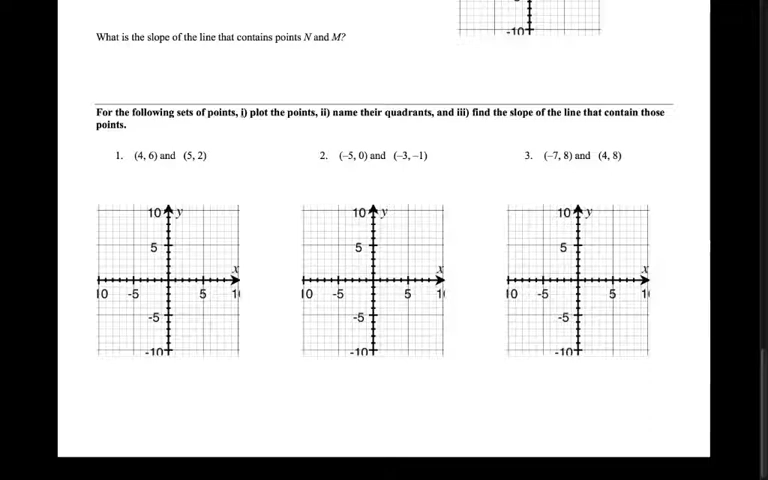 -10
What is the slope of the line that contains points N and M?
For the following sets of points, i) plot the points, ii) name their quadrants, and iii) find the slope of the line that contain those
points.
1. (4, 6) and (5, 2)
2. (–5, 0) and (–3, –1)
3. (–7, 8) and (4, 8)
10 y
5
x
10 -5 5 1
-5
-10
10 y
5
x
10 -5 5 1
-5
-10
10 y
5
x
10 -5 5 1
-5
-10